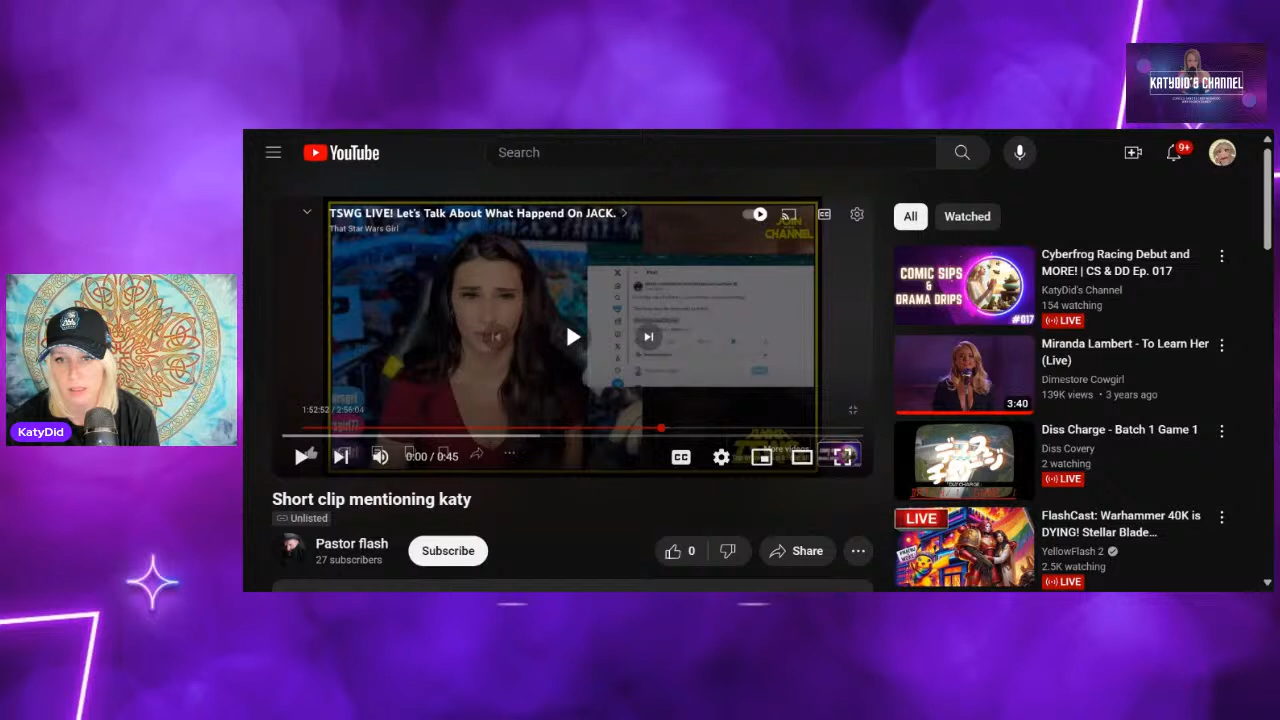 KATYDID'S CHANNEL
YouTube
Search
9+
TSWG LIVE! Let's Talk About What Happend On JACK.
That Star Wars Girl
JOIN
CHANNEL
1:52:52 / 2:56:04
0:00 / 0:45
CC
More videos
Short clip mentioning katy
Unlisted
Pastor flash
27 subscribers
Subscribe
0
Share
All
Watched
COMIC SIPS
&
DRAMA DRIPS
#017
Cyberfrog Racing Debut and
MORE! | CS & DD Ep. 017
KatyDid's Channel
154 watching
LIVE
3:40
Miranda Lambert - To Learn Her
(Live)
Dimestore Cowgirl
139K views • 3 years ago
Diss Charge - Batch 1 Game 1
Diss Covery
2 watching
LIVE
LIVE
FlashCast: Warhammer 40K is
DYING! Stellar Blade...
YellowFlash 2
2.5K watching
LIVE
KatyDid